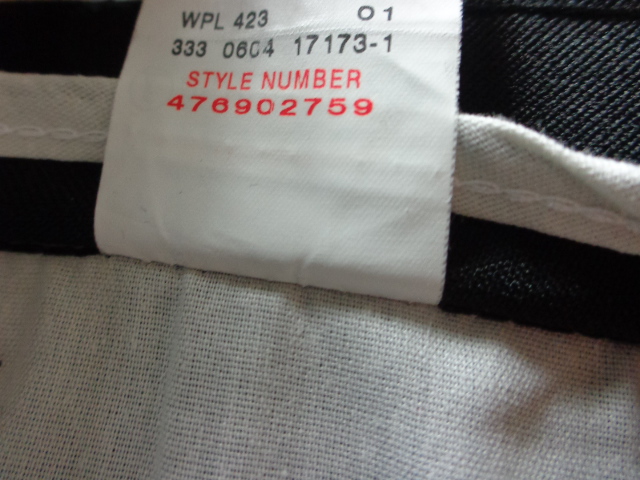 WPL 423 01
333 0604 17173-1
STYLE NUMBER
476902759